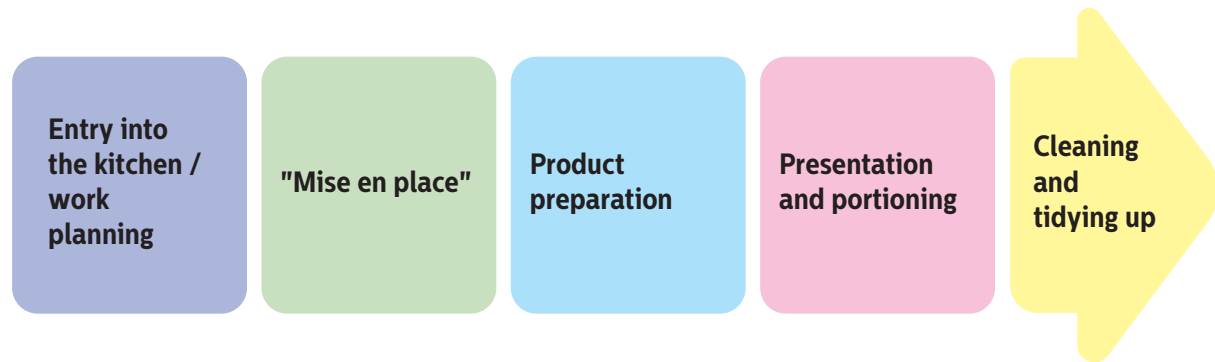 Entry into
the kitchen /
work
planning
"Mise en place"
Product
preparation
Presentation
and portioning
Cleaning
and
tidying up